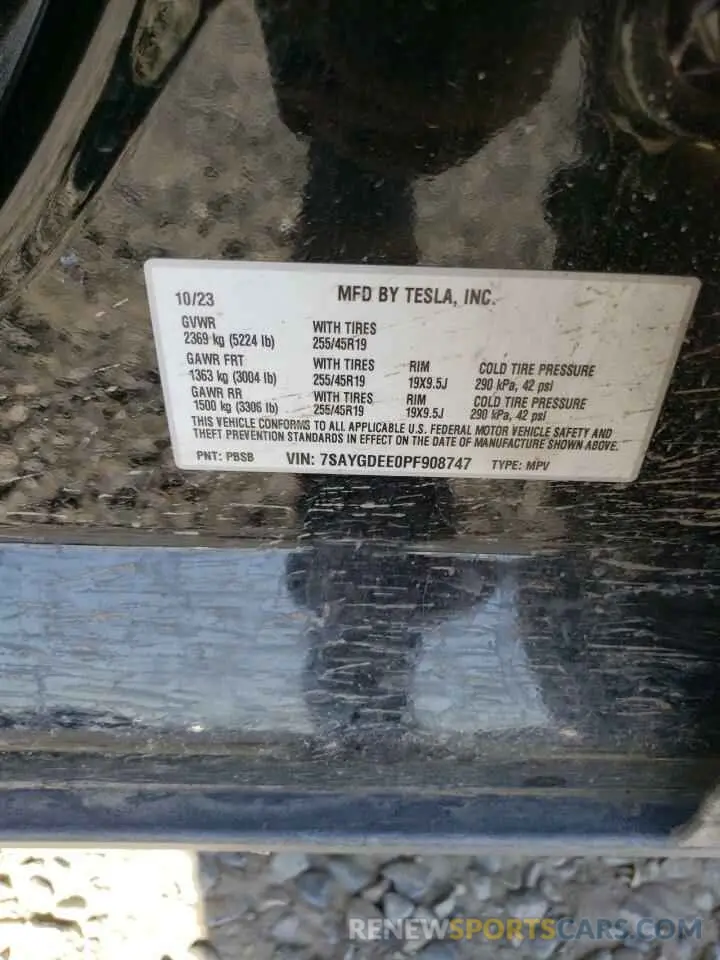 10/23 MFD BY TESLA, INC.
GVWR
2369 kg (5224 lb)
WITH TIRES
255/45R19
GAWR FRT
1363 kg (3004 lb)
WITH TIRES
255/45R19
RIM
19X9.5J
COLD TIRE PRESSURE
290 kPa, 42 psi
GAWR RR
1500 kg (3306 lb)
WITH TIRES
255/45R19
RIM
19X9.5J
COLD TIRE PRESSURE
290 kPa, 42 psi
THIS VEHICLE CONFORMS TO ALL APPLICABLE U.S. FEDERAL MOTOR VEHICLE SAFETY AND
THEFT PREVENTION STANDARDS IN EFFECT ON THE DATE OF MANUFACTURE SHOWN ABOVE.
PNT: PBSB VIN: 7SAYGDEE0PF908747 TYPE: MPV
RENEWSPORTSCARS.COM